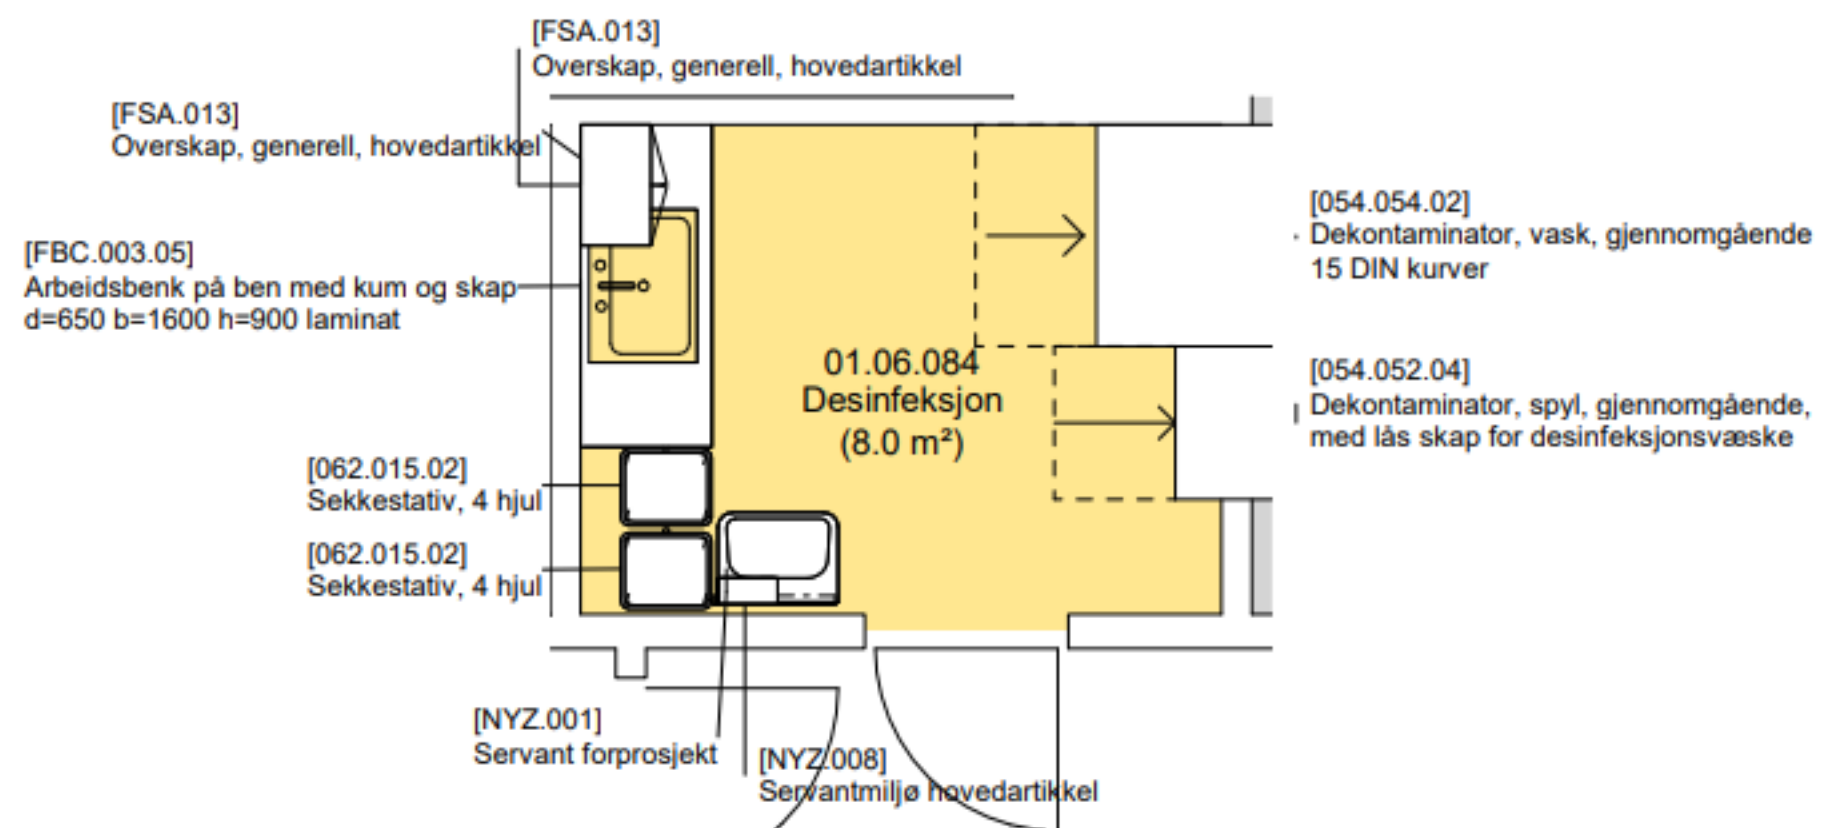 [FSA.013]
Overskap, generell, hovedartikkel
[FSA.013]
Overskap, generell, hovedartikkel
[FBC.003.05]
Arbeidsbenk på ben med kum og skap
d=650 b=1600 h=900 laminat
[054.054.02]
Dekontaminator, vask, gjennomgående
15 DIN kurver
01.06.084
Desinfeksjon
(8.0 m²)
[054.052.04]
Dekontaminator, spyl, gjennomgående,
med lås skap for desinfeksjonsvæske
[062.015.02]
Sekkestativ, 4 hjul
[062.015.02]
Sekkestativ, 4 hjul
[NYZ.001]
Servant forprosjekt
[NYZ.008]
Servantmiljø hovedartikkel